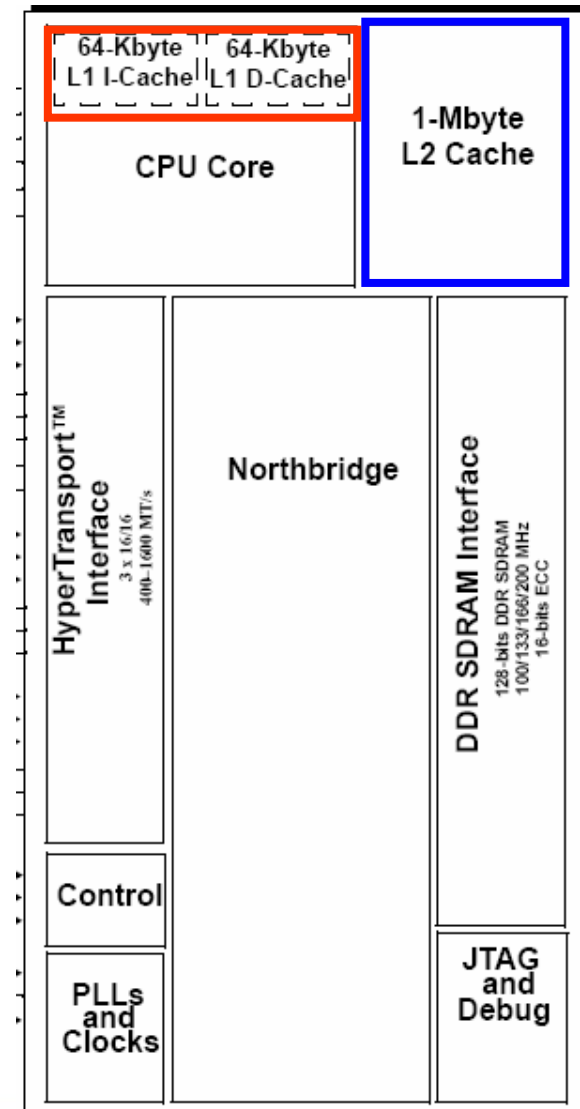 64-Kbyte
L1 I-Cache
64-Kbyte
L1 D-Cache
CPU Core
1-Mbyte
L2 Cache
HyperTransport™
Interface
3 x 16/16
400-1600 MT/s
Northbridge
DDR SDRAM Interface
128-bits DDR SDRAM
100/133/166/200 MHz
16-bits ECC
Control
PLLs
and
Clocks
JTAG
and
Debug